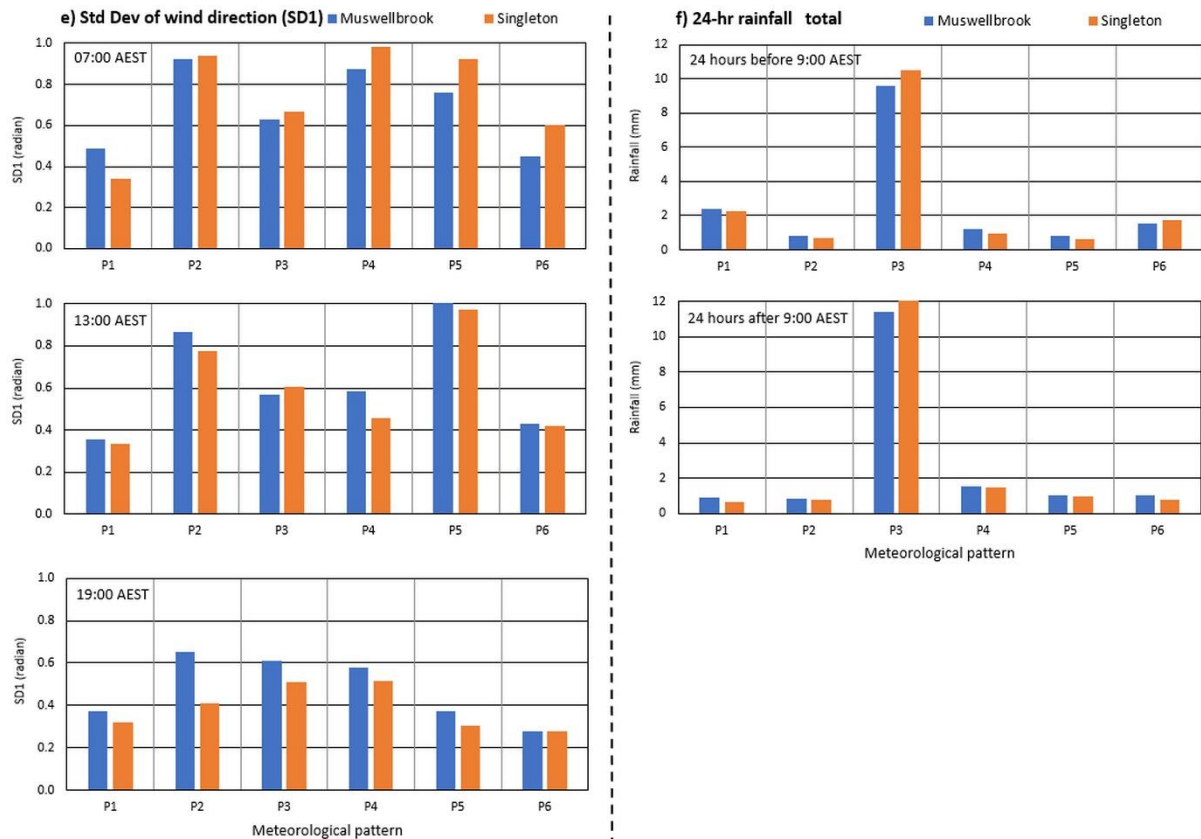 e) Std Dev of wind direction (SD1) Muswellbrook Singleton
1.0
07:00 AEST
0.8
0.6
SD1 (radian)
0.4
0.2
0.0
P1 P2 P3 P4 P5 P6
1.0
13:00 AEST
0.8
0.6
SD1 (radian)
0.4
0.2
0.0
P1 P2 P3 P4 P5 P6
1.0
19:00 AEST
0.8
0.6
SD1 (radian)
0.4
0.2
0.0
P1 P2 P3 P4 P5 P6
Meteorological pattern
f) 24-hr rainfall total Muswellbrook Singleton
12
24 hours before 9:00 AEST
10
8
Rainfall (mm)
6
4
2
0
P1 P2 P3 P4 P5 P6
12
24 hours after 9:00 AEST
10
8
Rainfall (mm)
6
4
2
0
P1 P2 P3 P4 P5 P6
Meteorological pattern